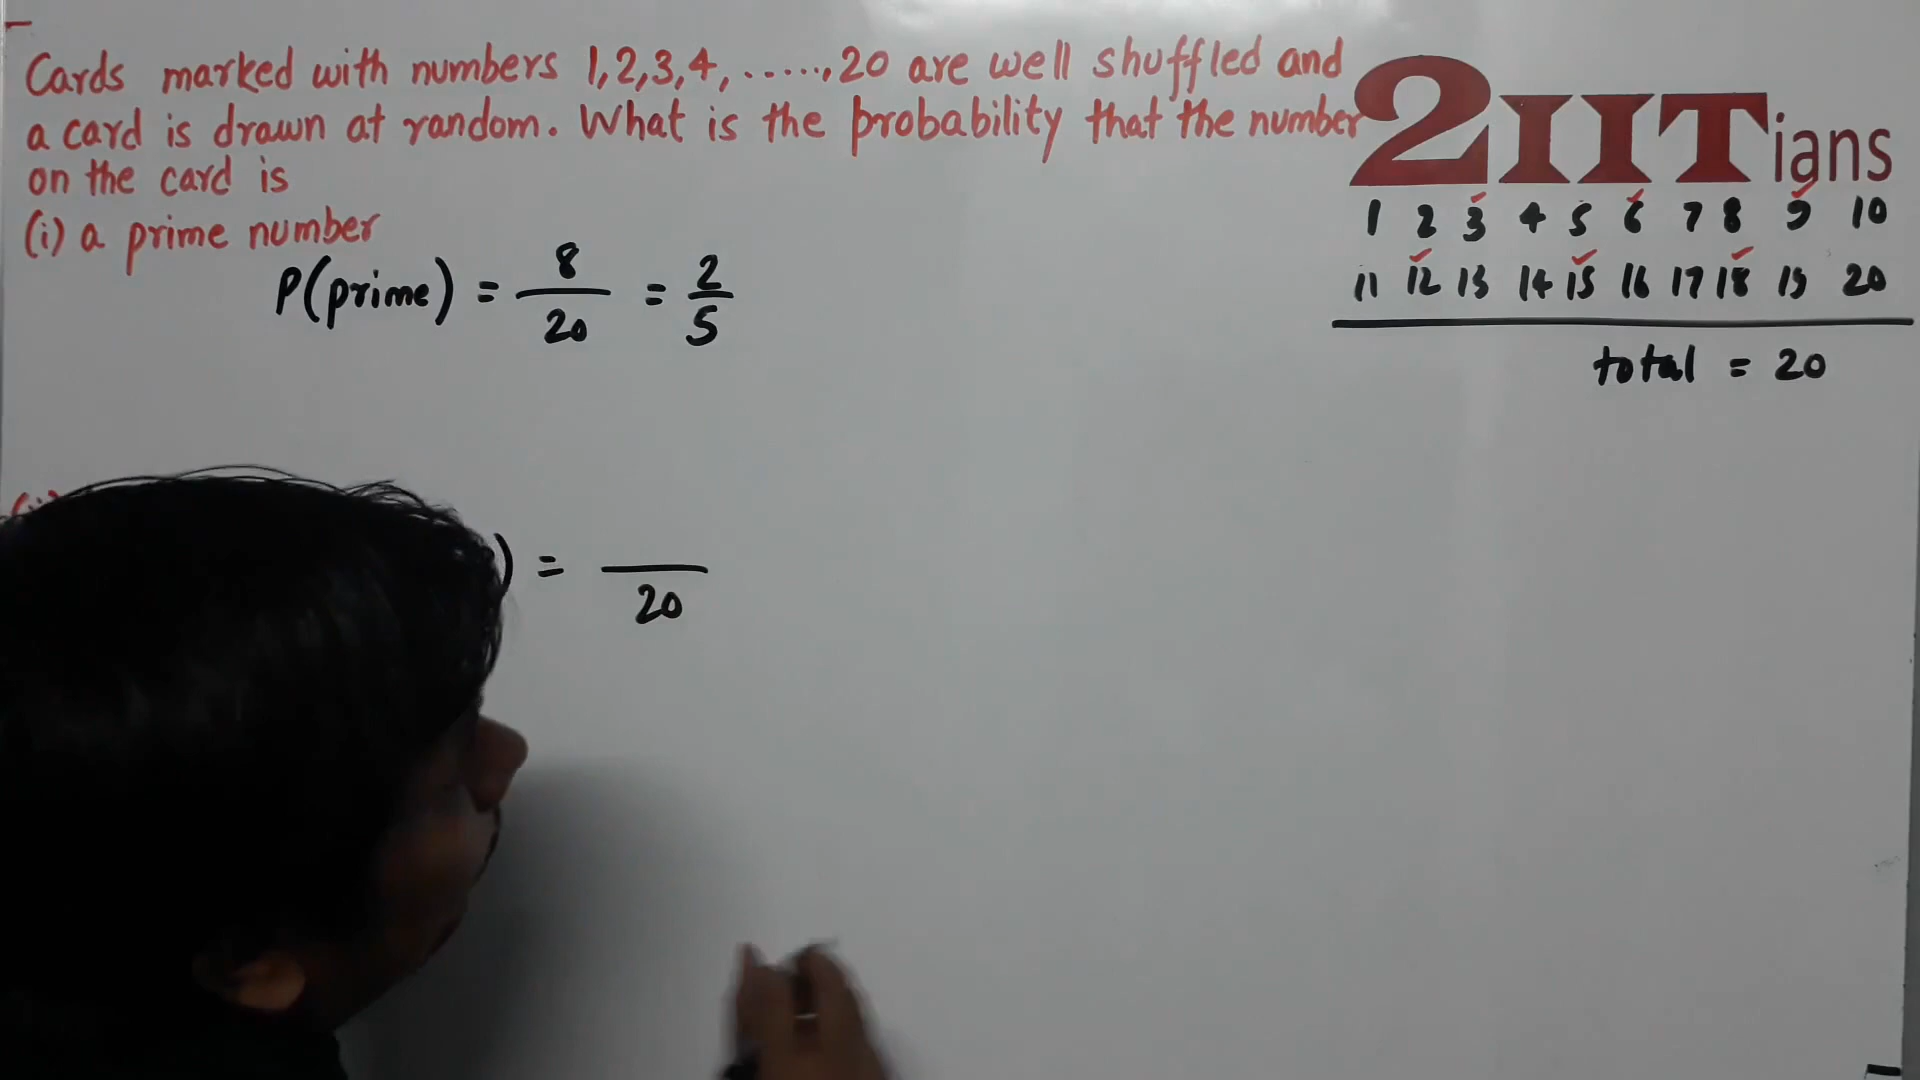 Cards marked with numbers 1,2,3,4,.....,20 are well shuffled and
a card is drawn at random. What is the probability that the number
on the card is
(i) a prime number
P(prime) = 8/20 = 2/5
) = /20
2IITians
1 2 3 4 5 6 7 8 9 10
11 12 13 14 15 16 17 18 19 20
total = 20